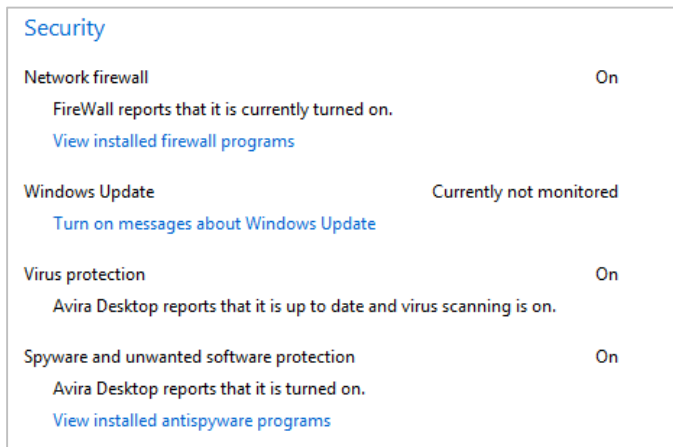 Security
Network firewall On
FireWall reports that it is currently turned on.
View installed firewall programs
Windows Update Currently not monitored
Turn on messages about Windows Update
Virus protection On
Avira Desktop reports that it is up to date and virus scanning is on.
Spyware and unwanted software protection On
Avira Desktop reports that it is turned on.
View installed antispyware programs